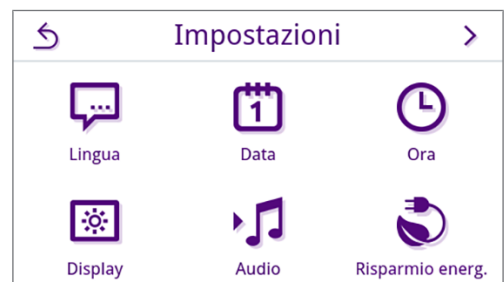 Impostazioni
...
1
Lingua Data Ora
Display Audio Risparmio energ.